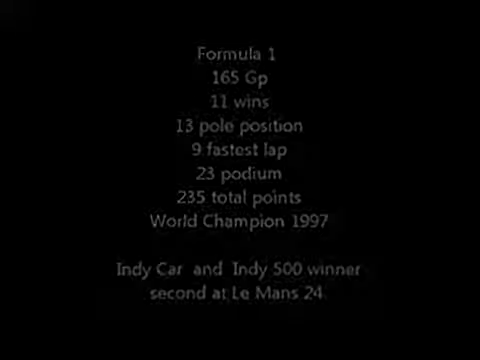 Formula 1
165 Gp
11 wins
13 pole position
9 fastest lap
23 podium
235 total points
World Champion 1997
Indy Car and Indy 500 winner
second at Le Mans 24